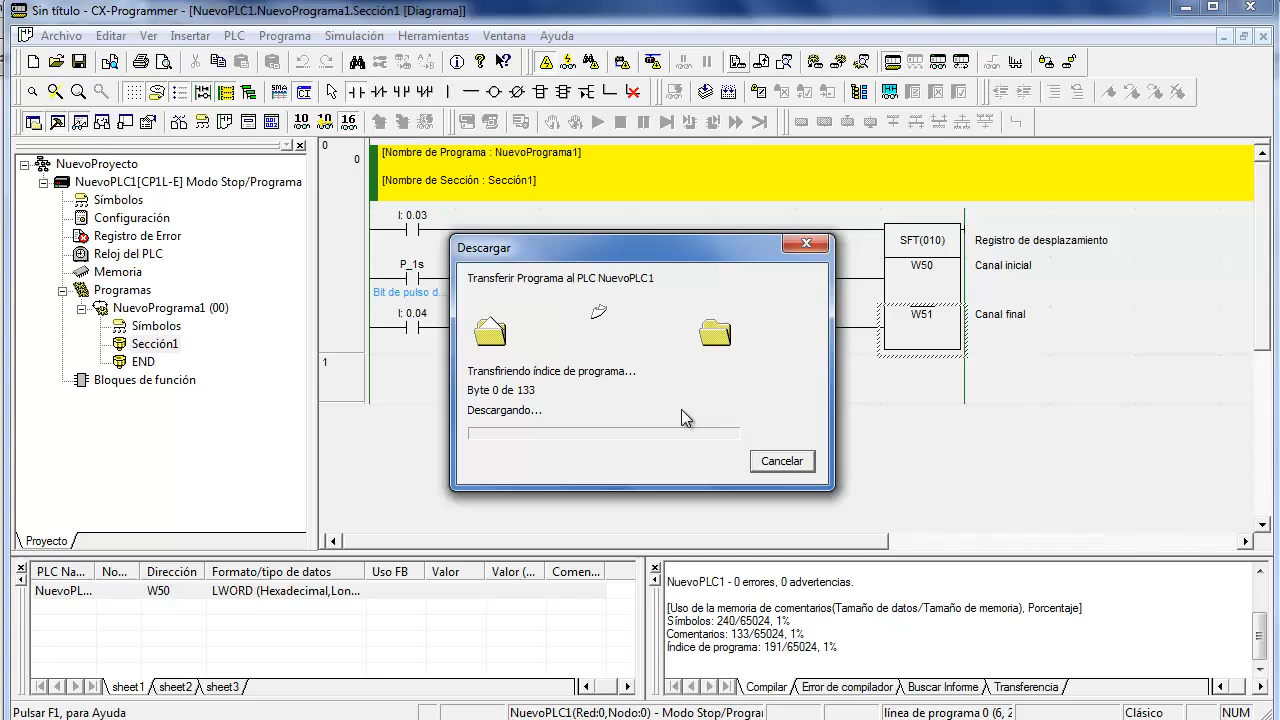 Sin título - CX-Programmer - [NuevoPLC1.NuevoPrograma1.Sección1 [Diagrama]]
Archivo Editar Ver Insertar PLC Programa Simulación Herramientas Ventana Ayuda
10 10 16
NuevoProyecto
NuevoPLC1[CP1L-E] Modo Stop/Programa
Símbolos
Configuración
Registro de Error
Reloj del PLC
Memoria
Programas
NuevoPrograma1 (00)
Símbolos
Sección1
END
Bloques de función
Proyecto
0
0
[Nombre de Programa : NuevoPrograma1]
[Nombre de Sección : Sección1]
I: 0.03
SFT(010) Registro de desplazamiento
P_1s
W50 Canal inicial
Bit de pulso d...
I: 0.04
W51 Canal final
1
Descargar
Transferir Programa al PLC NuevoPLC1
Transfiriendo índice de programa...
Byte 0 de 133
Descargando...
Cancelar
PLC Na... No... Dirección Formato/tipo de datos Uso FB Valor Valor (... Comen...
NuevoPL... W50 LWORD (Hexadecimal,Lon...
sheet1 sheet2 sheet3
NuevoPLC1 - 0 errores, 0 advertencias.
[Uso de la memoria de comentarios(Tamaño de datos/Tamaño de memoria), Porcentaje]
Símbolos: 240/65024, 1%
Comentarios: 133/65024, 1%
Índice de programa: 191/65024, 1%
Compilar Error de compilador Buscar Informe Transferencia
Pulsar F1, para Ayuda NuevoPLC1(Red:0,Nodo:0) - Modo Stop/Progra línea de programa 0 (6, 2 Clásico NUM